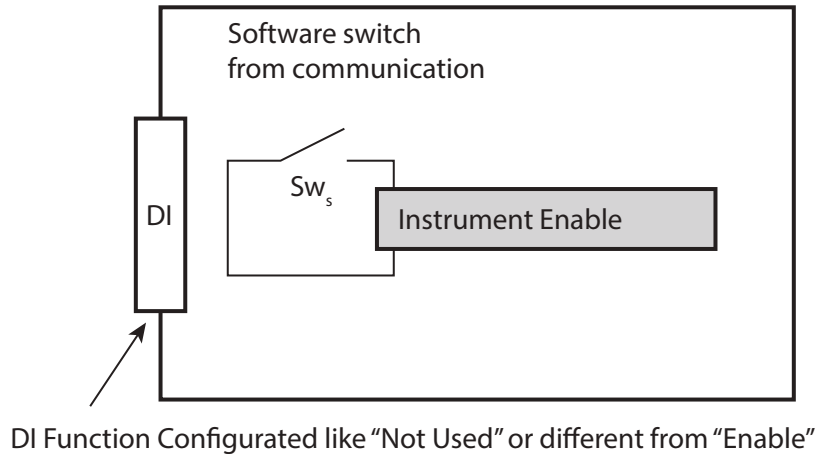 Software switch
from communication
Sws
DI
Instrument Enable
DI Function Configurated like “Not Used” or different from “Enable”